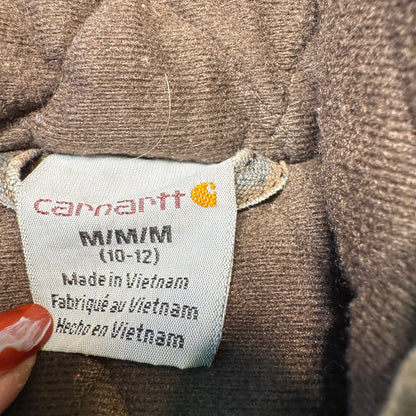 carhartt
M/M/M
(10-12)
Made in Vietnam
Fabriqué au Vietnam
Hecho en Vietnam